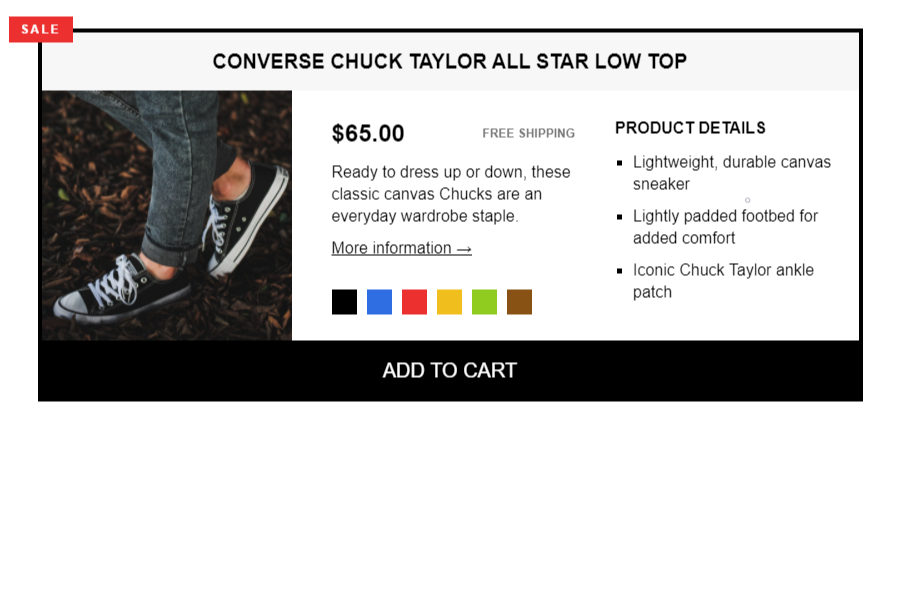 SALE
CONVERSE CHUCK TAYLOR ALL STAR LOW TOP
$65.00
FREE SHIPPING
Ready to dress up or down, these
classic canvas Chucks are an
everyday wardrobe staple.
More information →
PRODUCT DETAILS
Lightweight, durable canvas
sneaker
Lightly padded footbed for
added comfort
Iconic Chuck Taylor ankle
patch
ADD TO CART